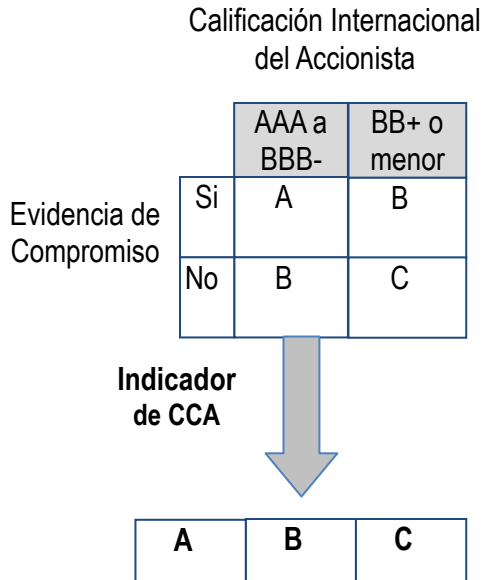 Calificación Internacional
del Accionista
AAA a BB+ o
BBB- menor
Evidencia de
Compromiso
Si A B
No B C
Indicador
de CCA
A B C